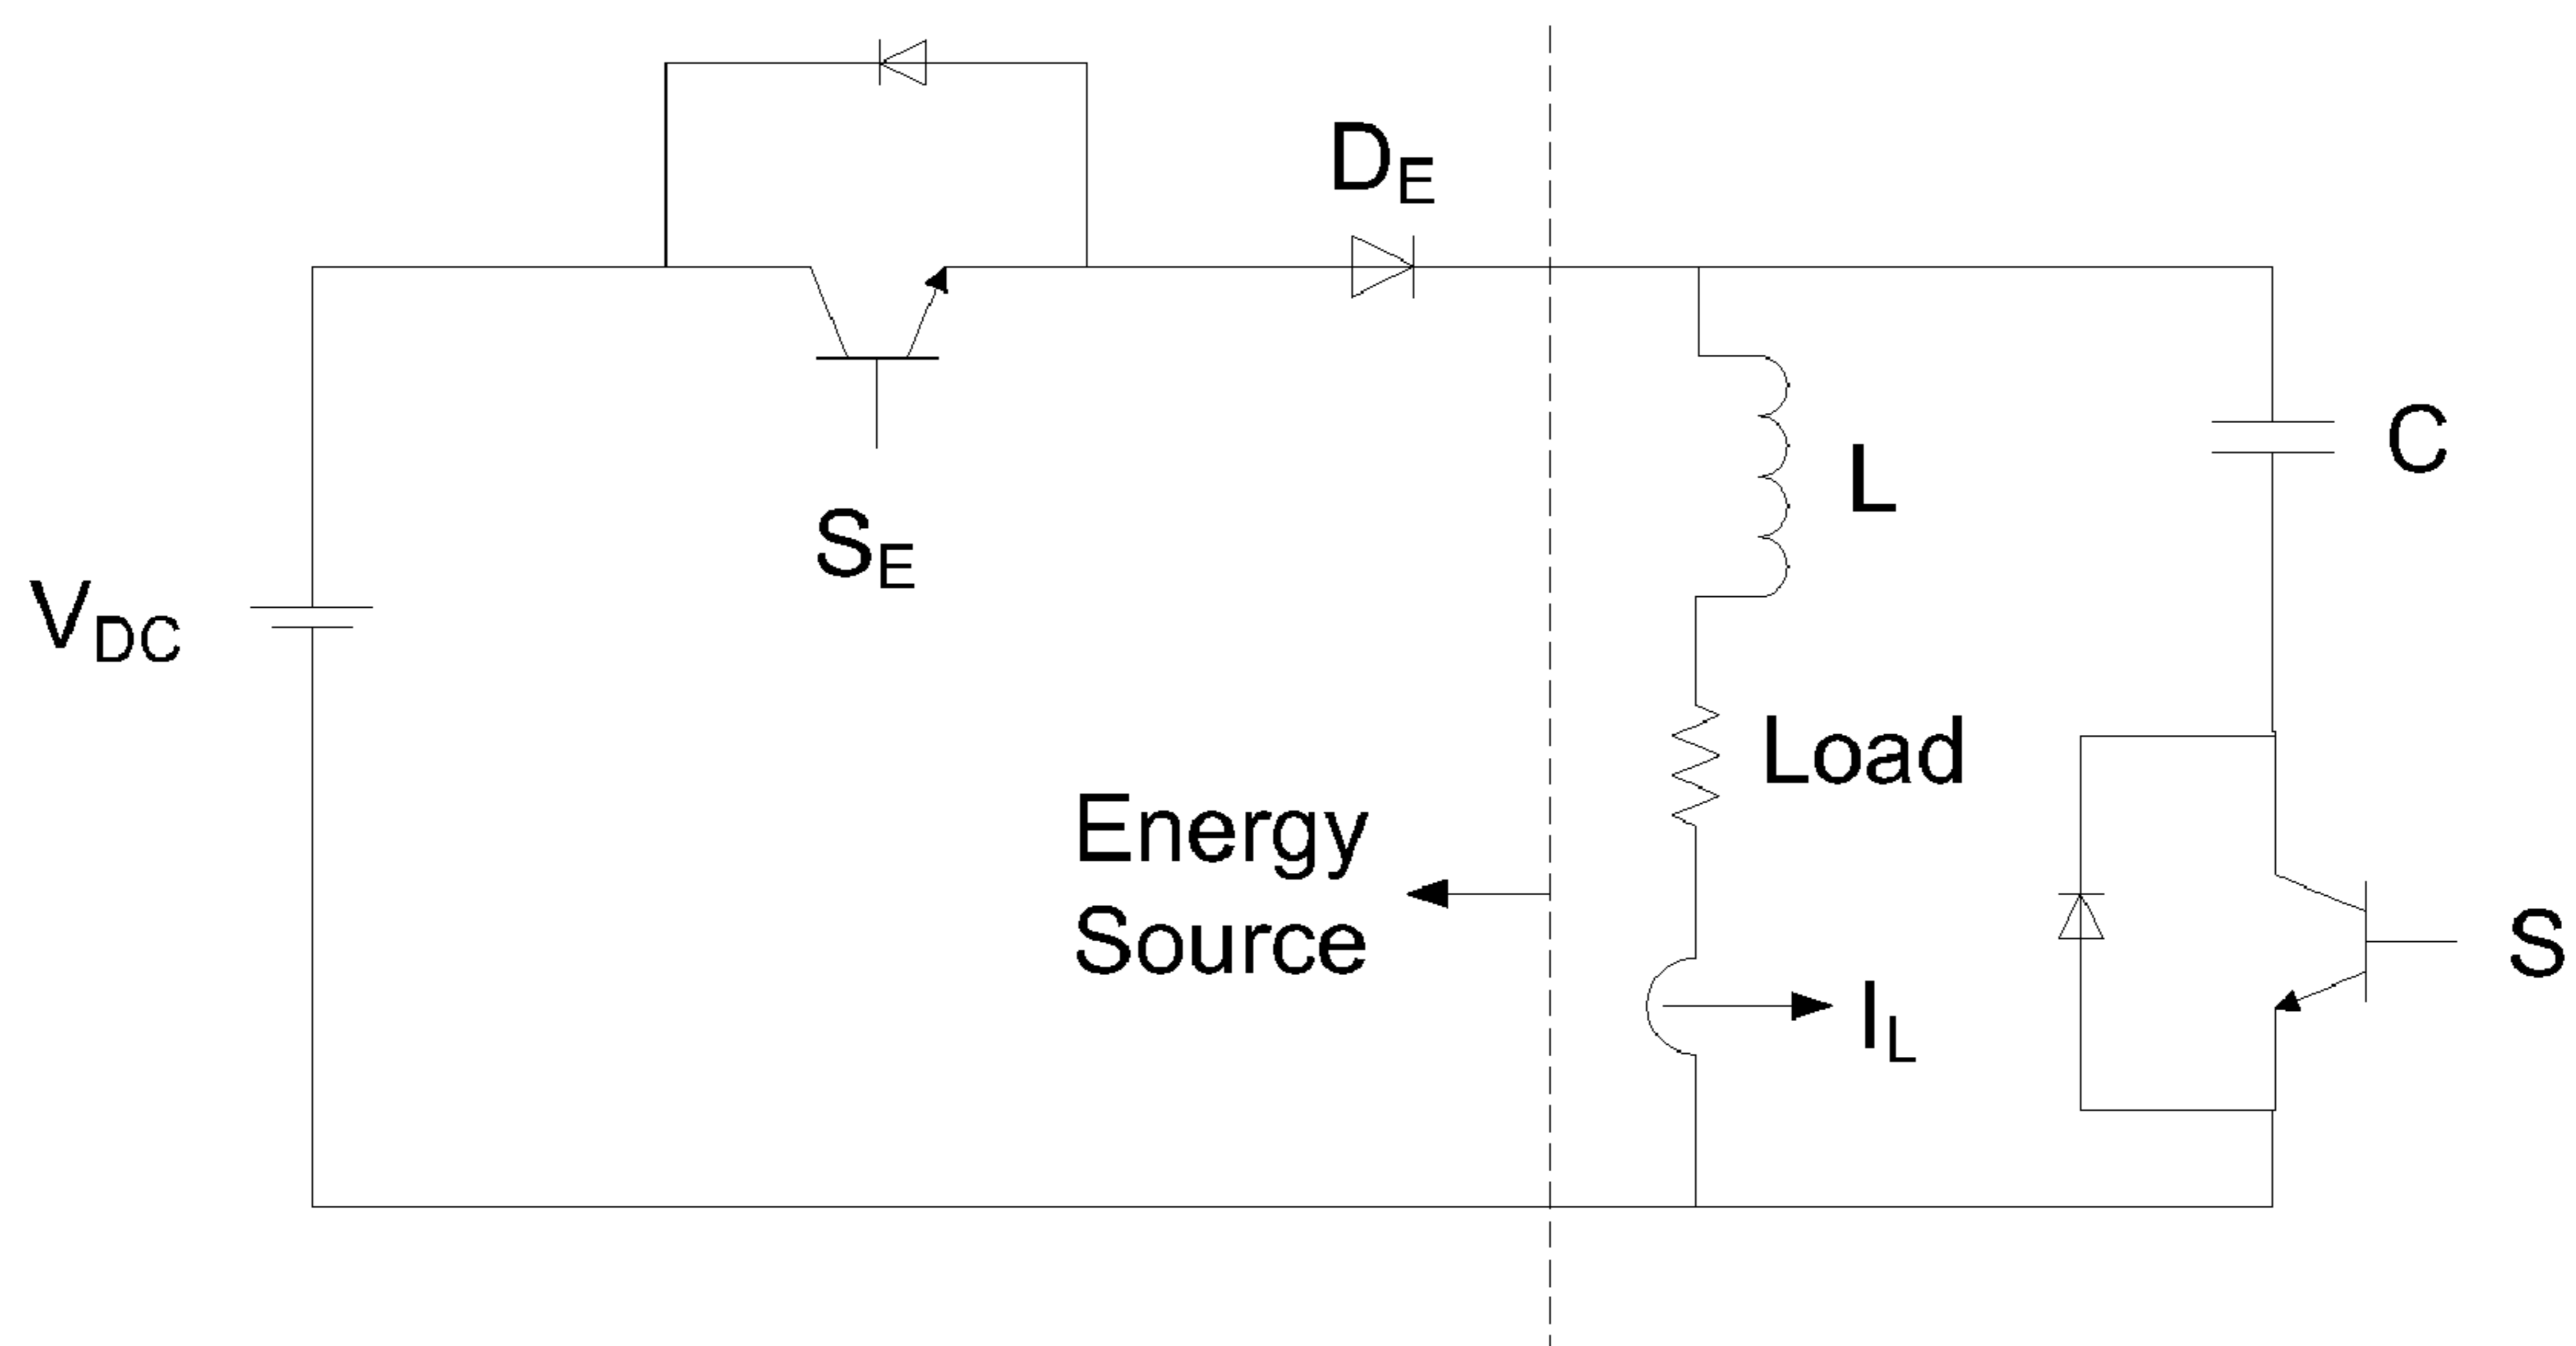 D_E
S_E
V_DC
L
C
Load
Energy
Source
I_L
S